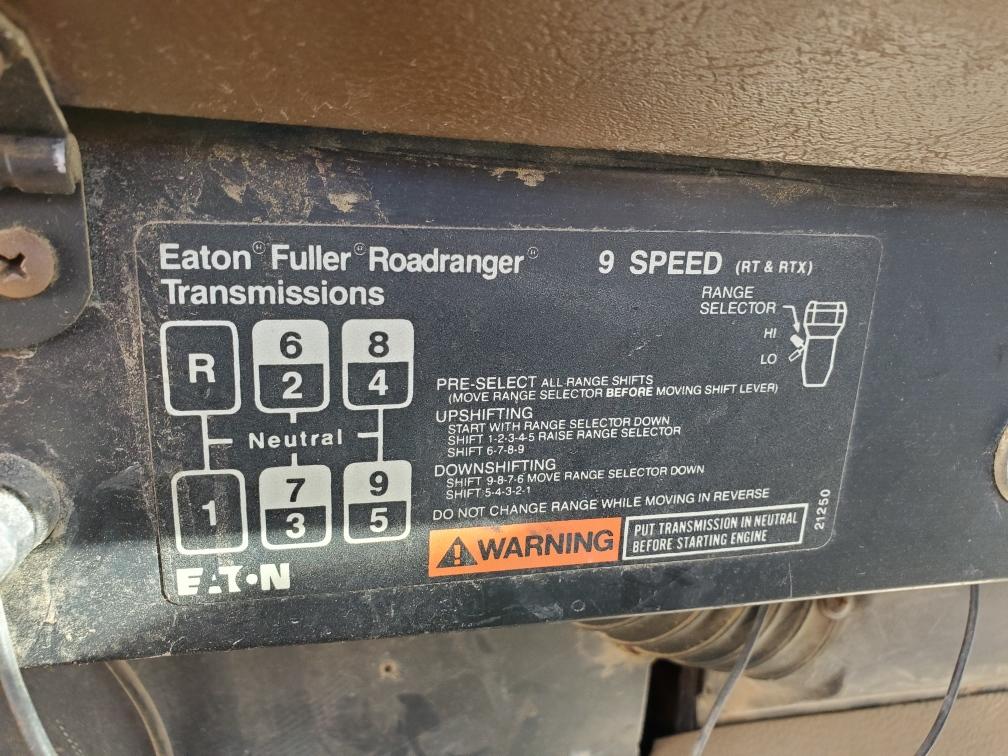 Eaton® Fuller® Roadranger®
Transmissions
9 SPEED (RT & RTX)
RANGE
SELECTOR
HI
LO
R 6 8
2 4
Neutral
1 7 9
3 5
PRE-SELECT ALL RANGE SHIFTS
(MOVE RANGE SELECTOR BEFORE MOVING SHIFT LEVER)
UPSHIFTING
START WITH RANGE SELECTOR DOWN
SHIFT 1-2-3-4-5 RAISE RANGE SELECTOR
SHIFT 6-7-8-9
DOWNSHIFTING
SHIFT 9-8-7-6 MOVE RANGE SELECTOR DOWN
SHIFT 5-4-3-2-1
DO NOT CHANGE RANGE WHILE MOVING IN REVERSE
WARNING
PUT TRANSMISSION IN NEUTRAL
BEFORE STARTING ENGINE
21250
EATON